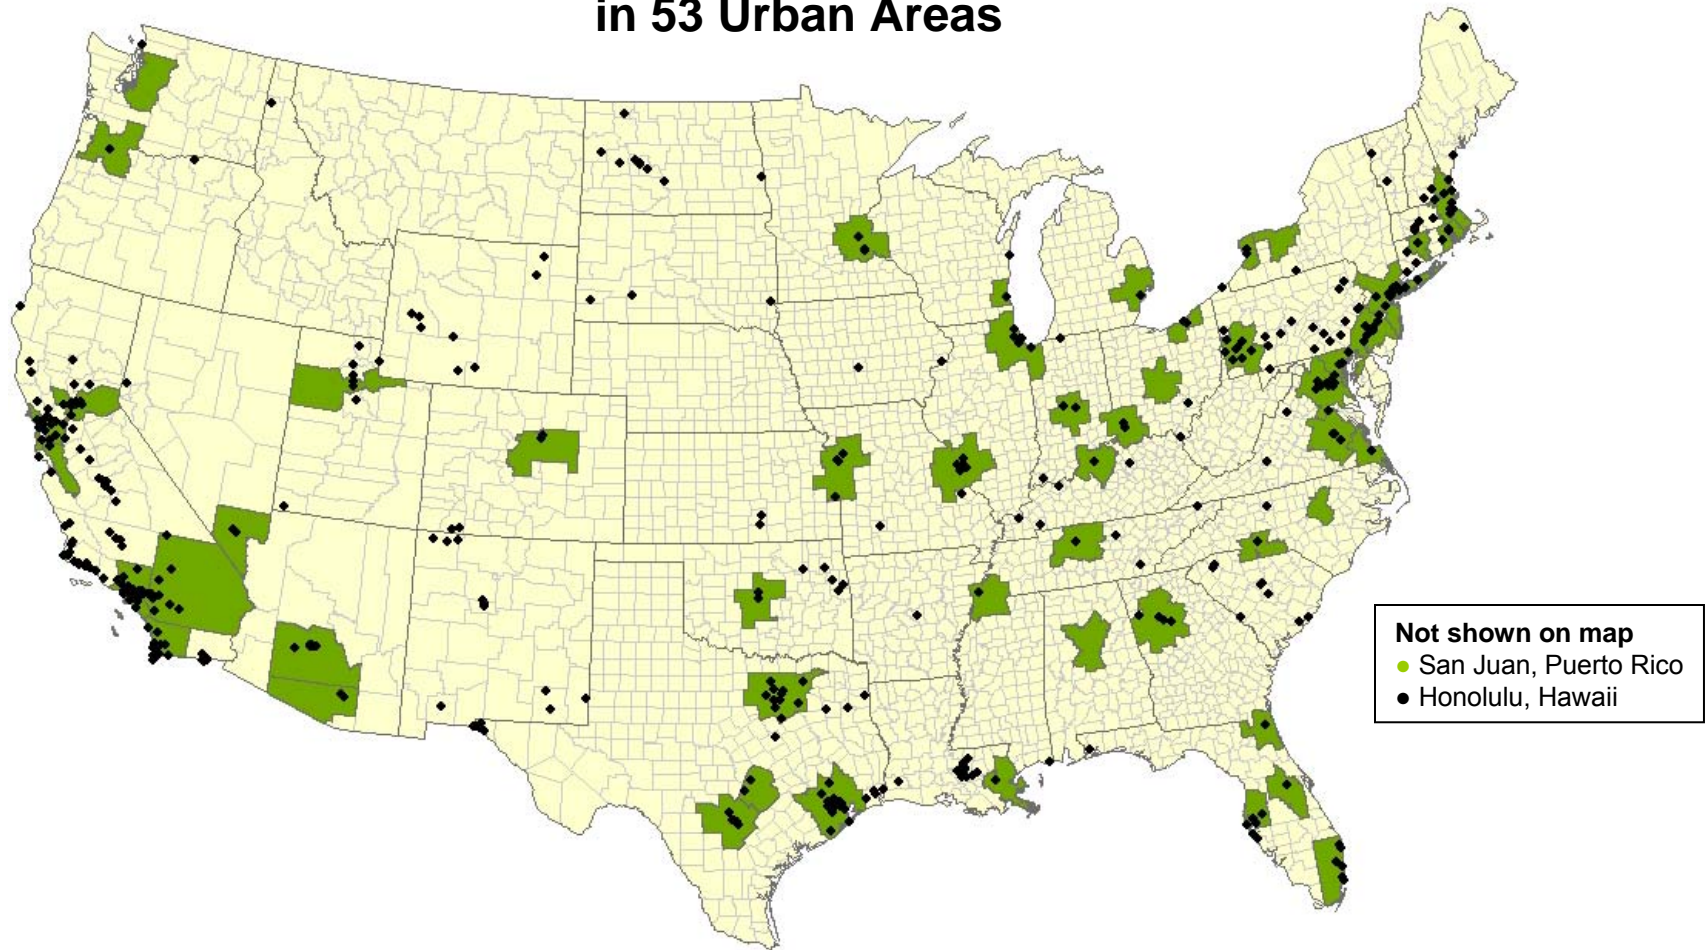 in 53 Urban Areas
Not shown on map
San Juan, Puerto Rico
Honolulu, Hawaii